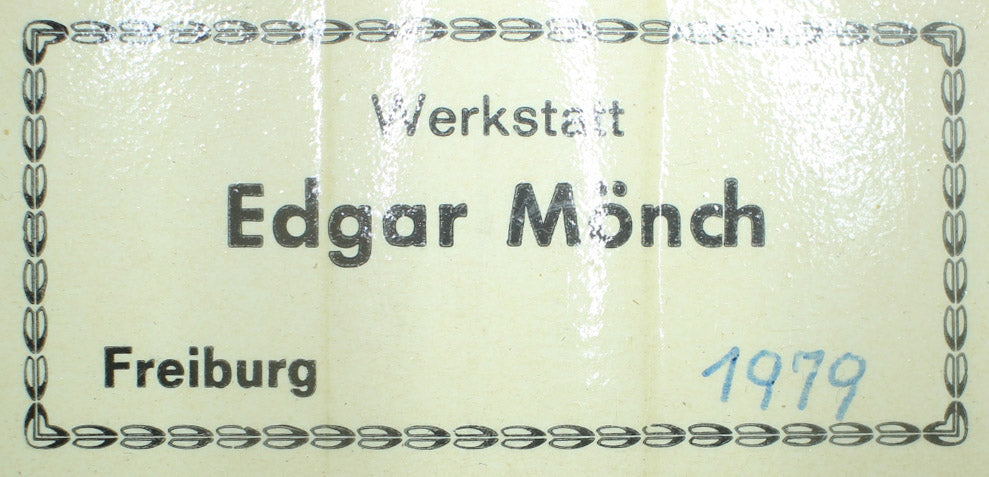 Werkstatt
Edgar Mönch
Freiburg 1979